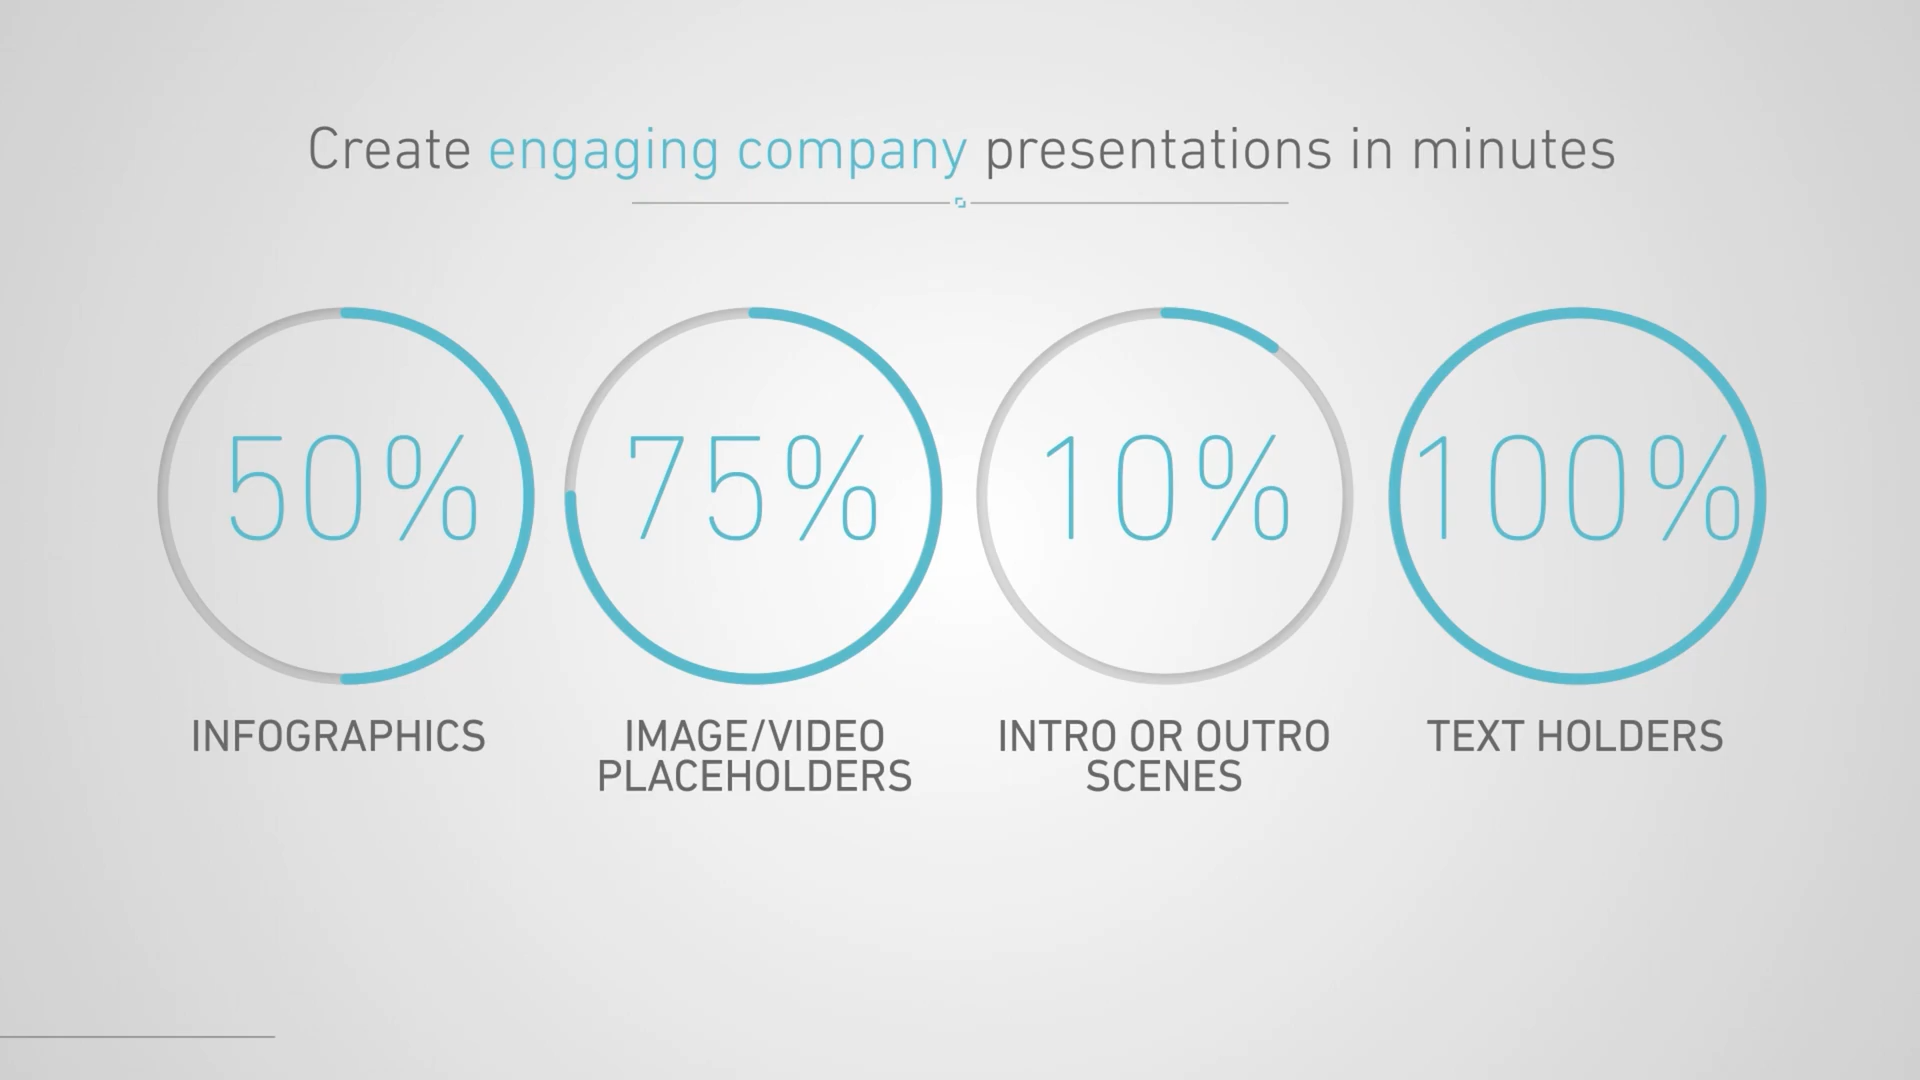 Create engaging company presentations in minutes
50%
75%
10%
100%
INFOGRAPHICS
IMAGE/VIDEO
PLACEHOLDERS
INTRO OR OUTRO
SCENES
TEXT HOLDERS